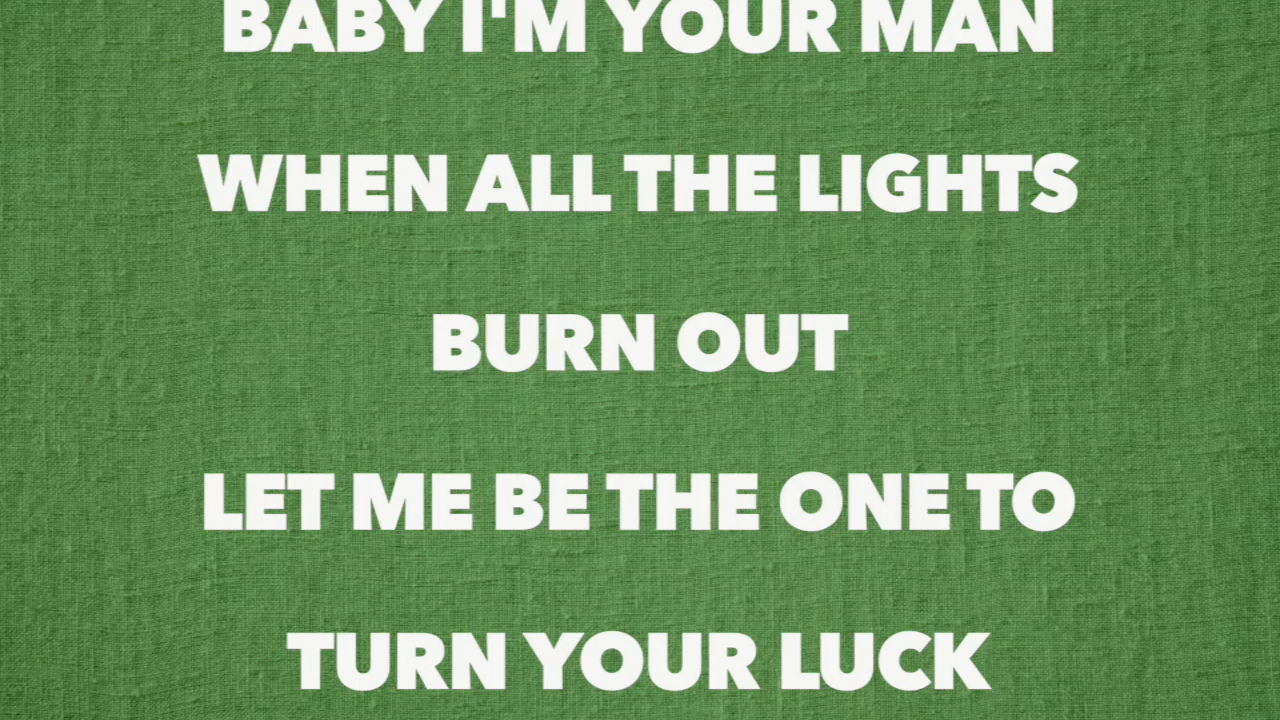 BABY I'M YOUR MAN
WHEN ALL THE LIGHTS
BURN OUT
LET ME BE THE ONE TO
TURN YOUR LUCK